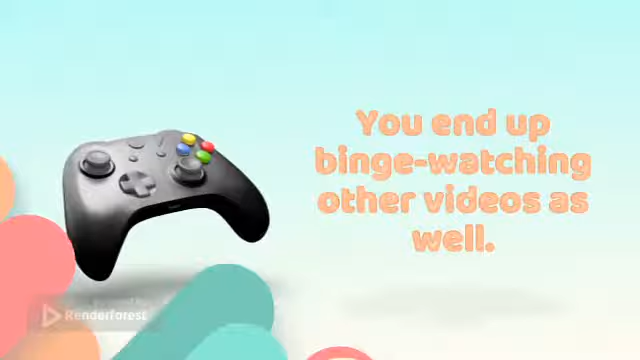 You end up
binge-watching
other videos as
well.
Renderforest